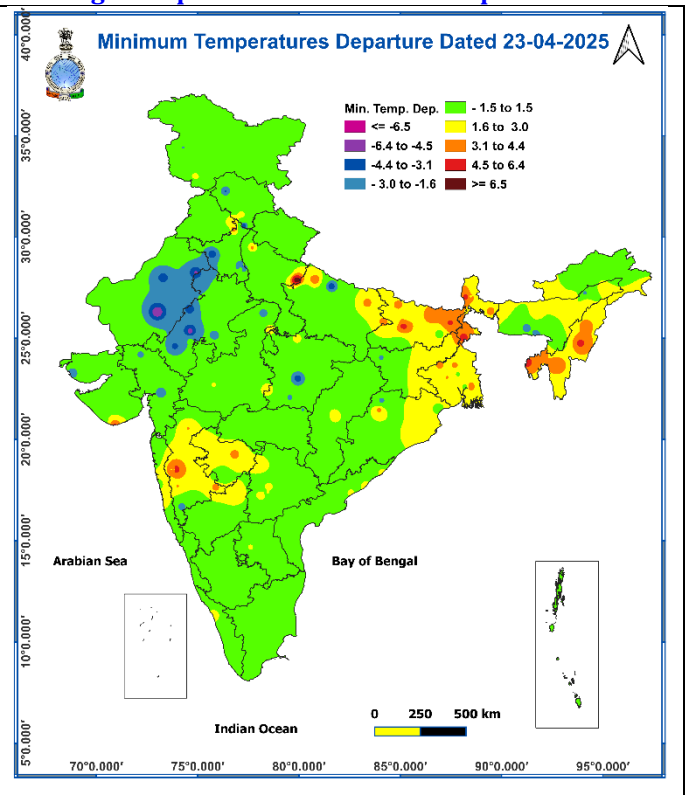 Minimum Temperatures Departure Dated 23-04-2025
Min. Temp. Dep.
<= -6.5
-6.4 to -4.5
-4.4 to -3.1
- 3.0 to -1.6
- 1.5 to 1.5
1.6 to 3.0
3.1 to 4.4
4.5 to 6.4
>= 6.5
40°0.000'
35°0.000'
30°0.000'
25°0.000'
20°0.000'
15°0.000'
10°0.000'
5°0.000'
Arabian Sea
Bay of Bengal
Indian Ocean
0 250 500 km
70°0.000' 75°0.000' 80°0.000' 85°0.000' 90°0.000' 95°0.000'